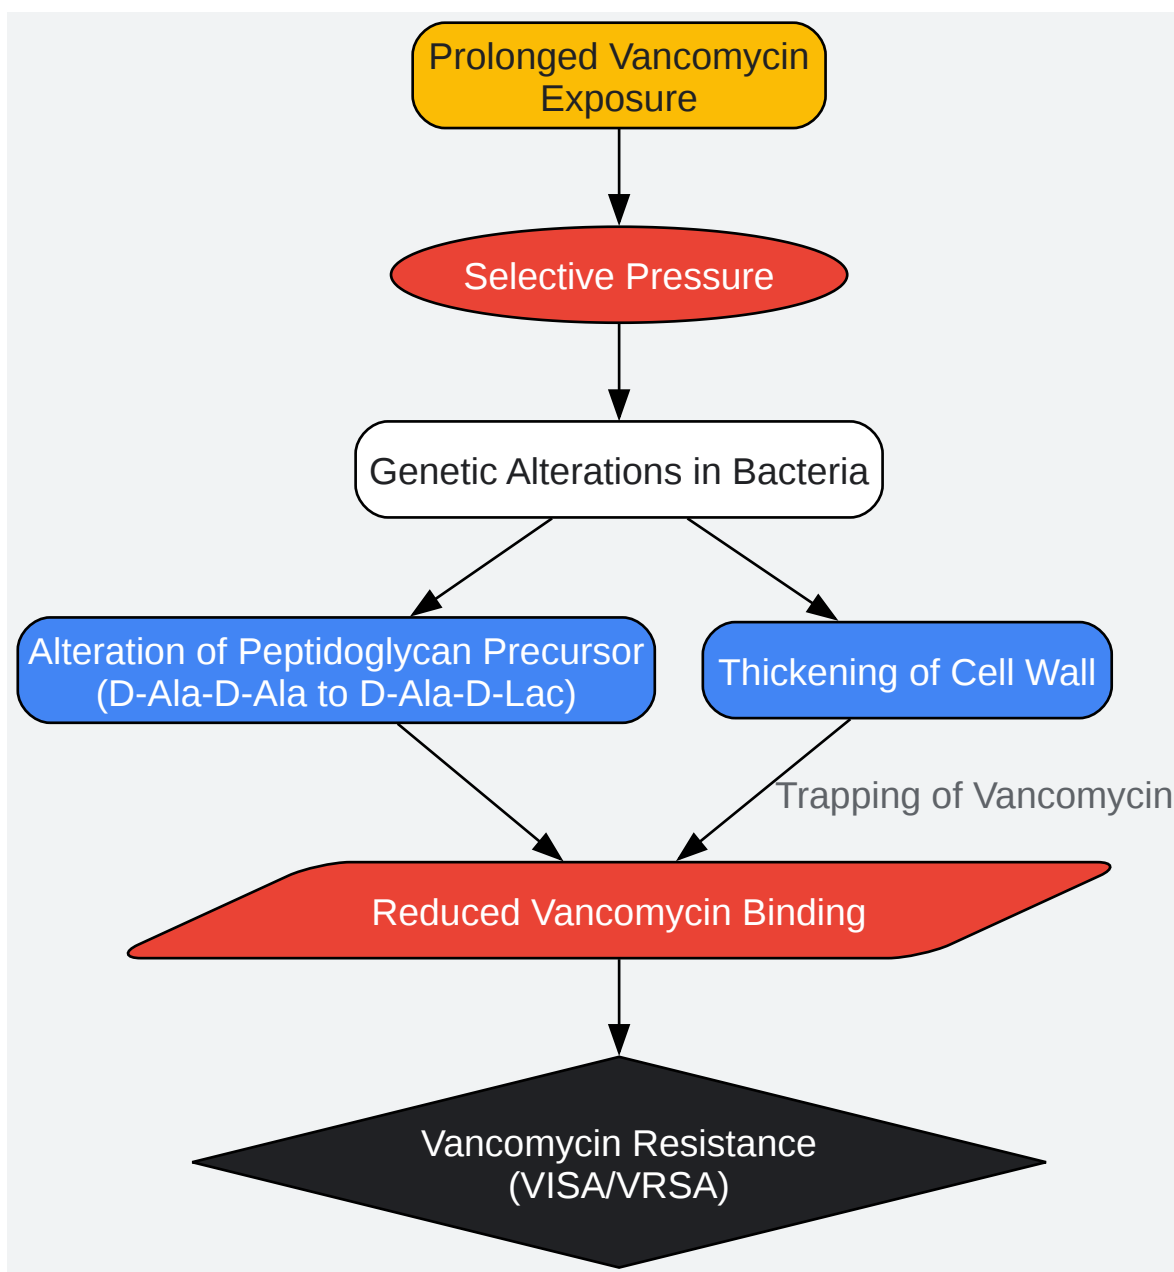 Prolonged Vancomycin
Exposure
Selective Pressure
Genetic Alterations in Bacteria
Alteration of Peptidoglycan Precursor
(D-Ala-D-Ala to D-Ala-D-Lac)
Thickening of Cell Wall
Trapping of Vancomycin
Reduced Vancomycin Binding
Vancomycin Resistance
(VISA/VRSA)